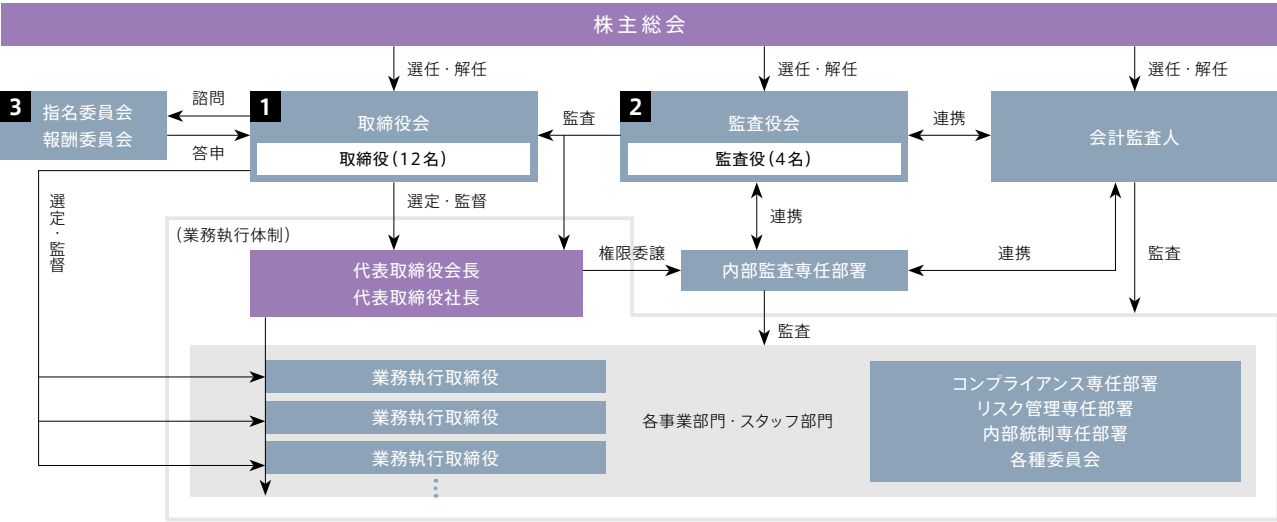 株主総会
選任・解任
選任・解任
選任・解任
3
指名委員会
報酬委員会
諮問
答申
1
取締役会
取締役(12名)
監査
2
監査役会
監査役(4名)
連携
会計監査人
選定・監督
選定・監督
連携
(業務執行体制)
代表取締役会長
代表取締役社長
権限委譲
内部監査専任部署
連携
監査
監査
業務執行取締役
業務執行取締役
業務執行取締役
各事業部門・スタッフ部門
コンプライアンス専任部署
リスク管理専任部署
内部統制専任部署
各種委員会